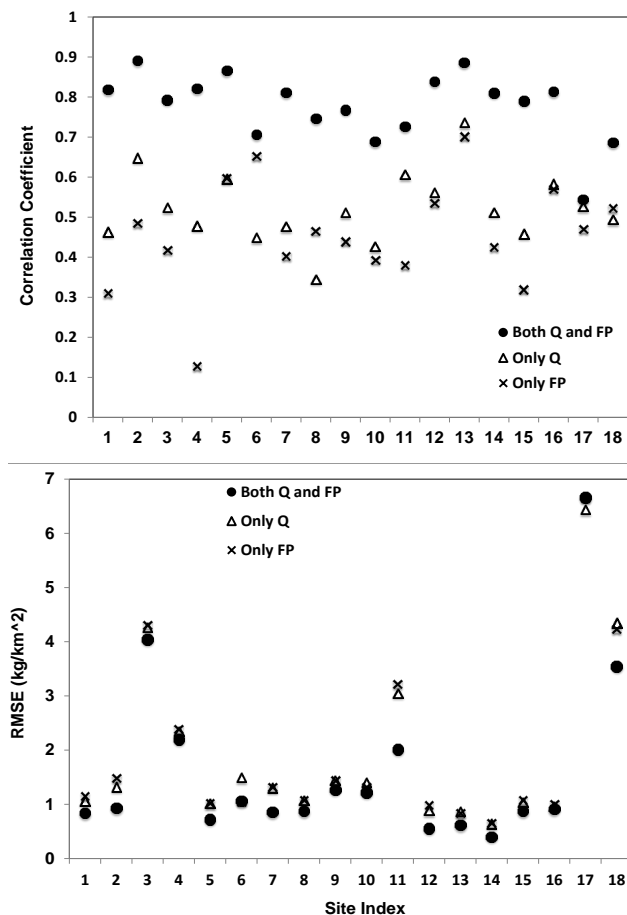 1
0.9
0.8
0.7
0.6
0.5
0.4
0.3
0.2
0.1
0
Correlation Coefficient
Both Q and FP
Only Q
Only FP
1 2 3 4 5 6 7 8 9 10 11 12 13 14 15 16 17 18
7
6
5
4
3
2
1
0
RMSE (kg/km^2)
Both Q and FP
Only Q
Only FP
1 2 3 4 5 6 7 8 9 10 11 12 13 14 15 16 17 18
Site Index